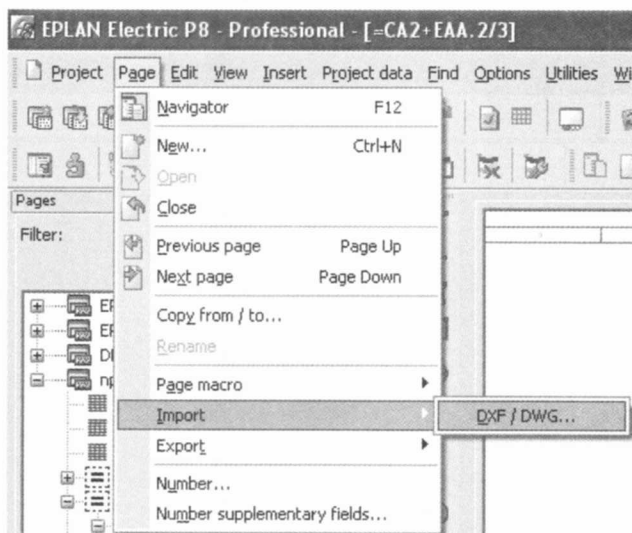 EPLAN Electric P8 - Professional - [=CA2+EAA.2/3]
Project Page Edit View Insert Project data Find Options Utilities Wi
Navigator F12
New... Ctrl+N
Open
Close
Pages
Filter:
Previous page Page Up
Next page Page Down
Copy from / to...
Rename
Page macro
Import DXF / DWG...
Export
Number...
Number supplementary fields...